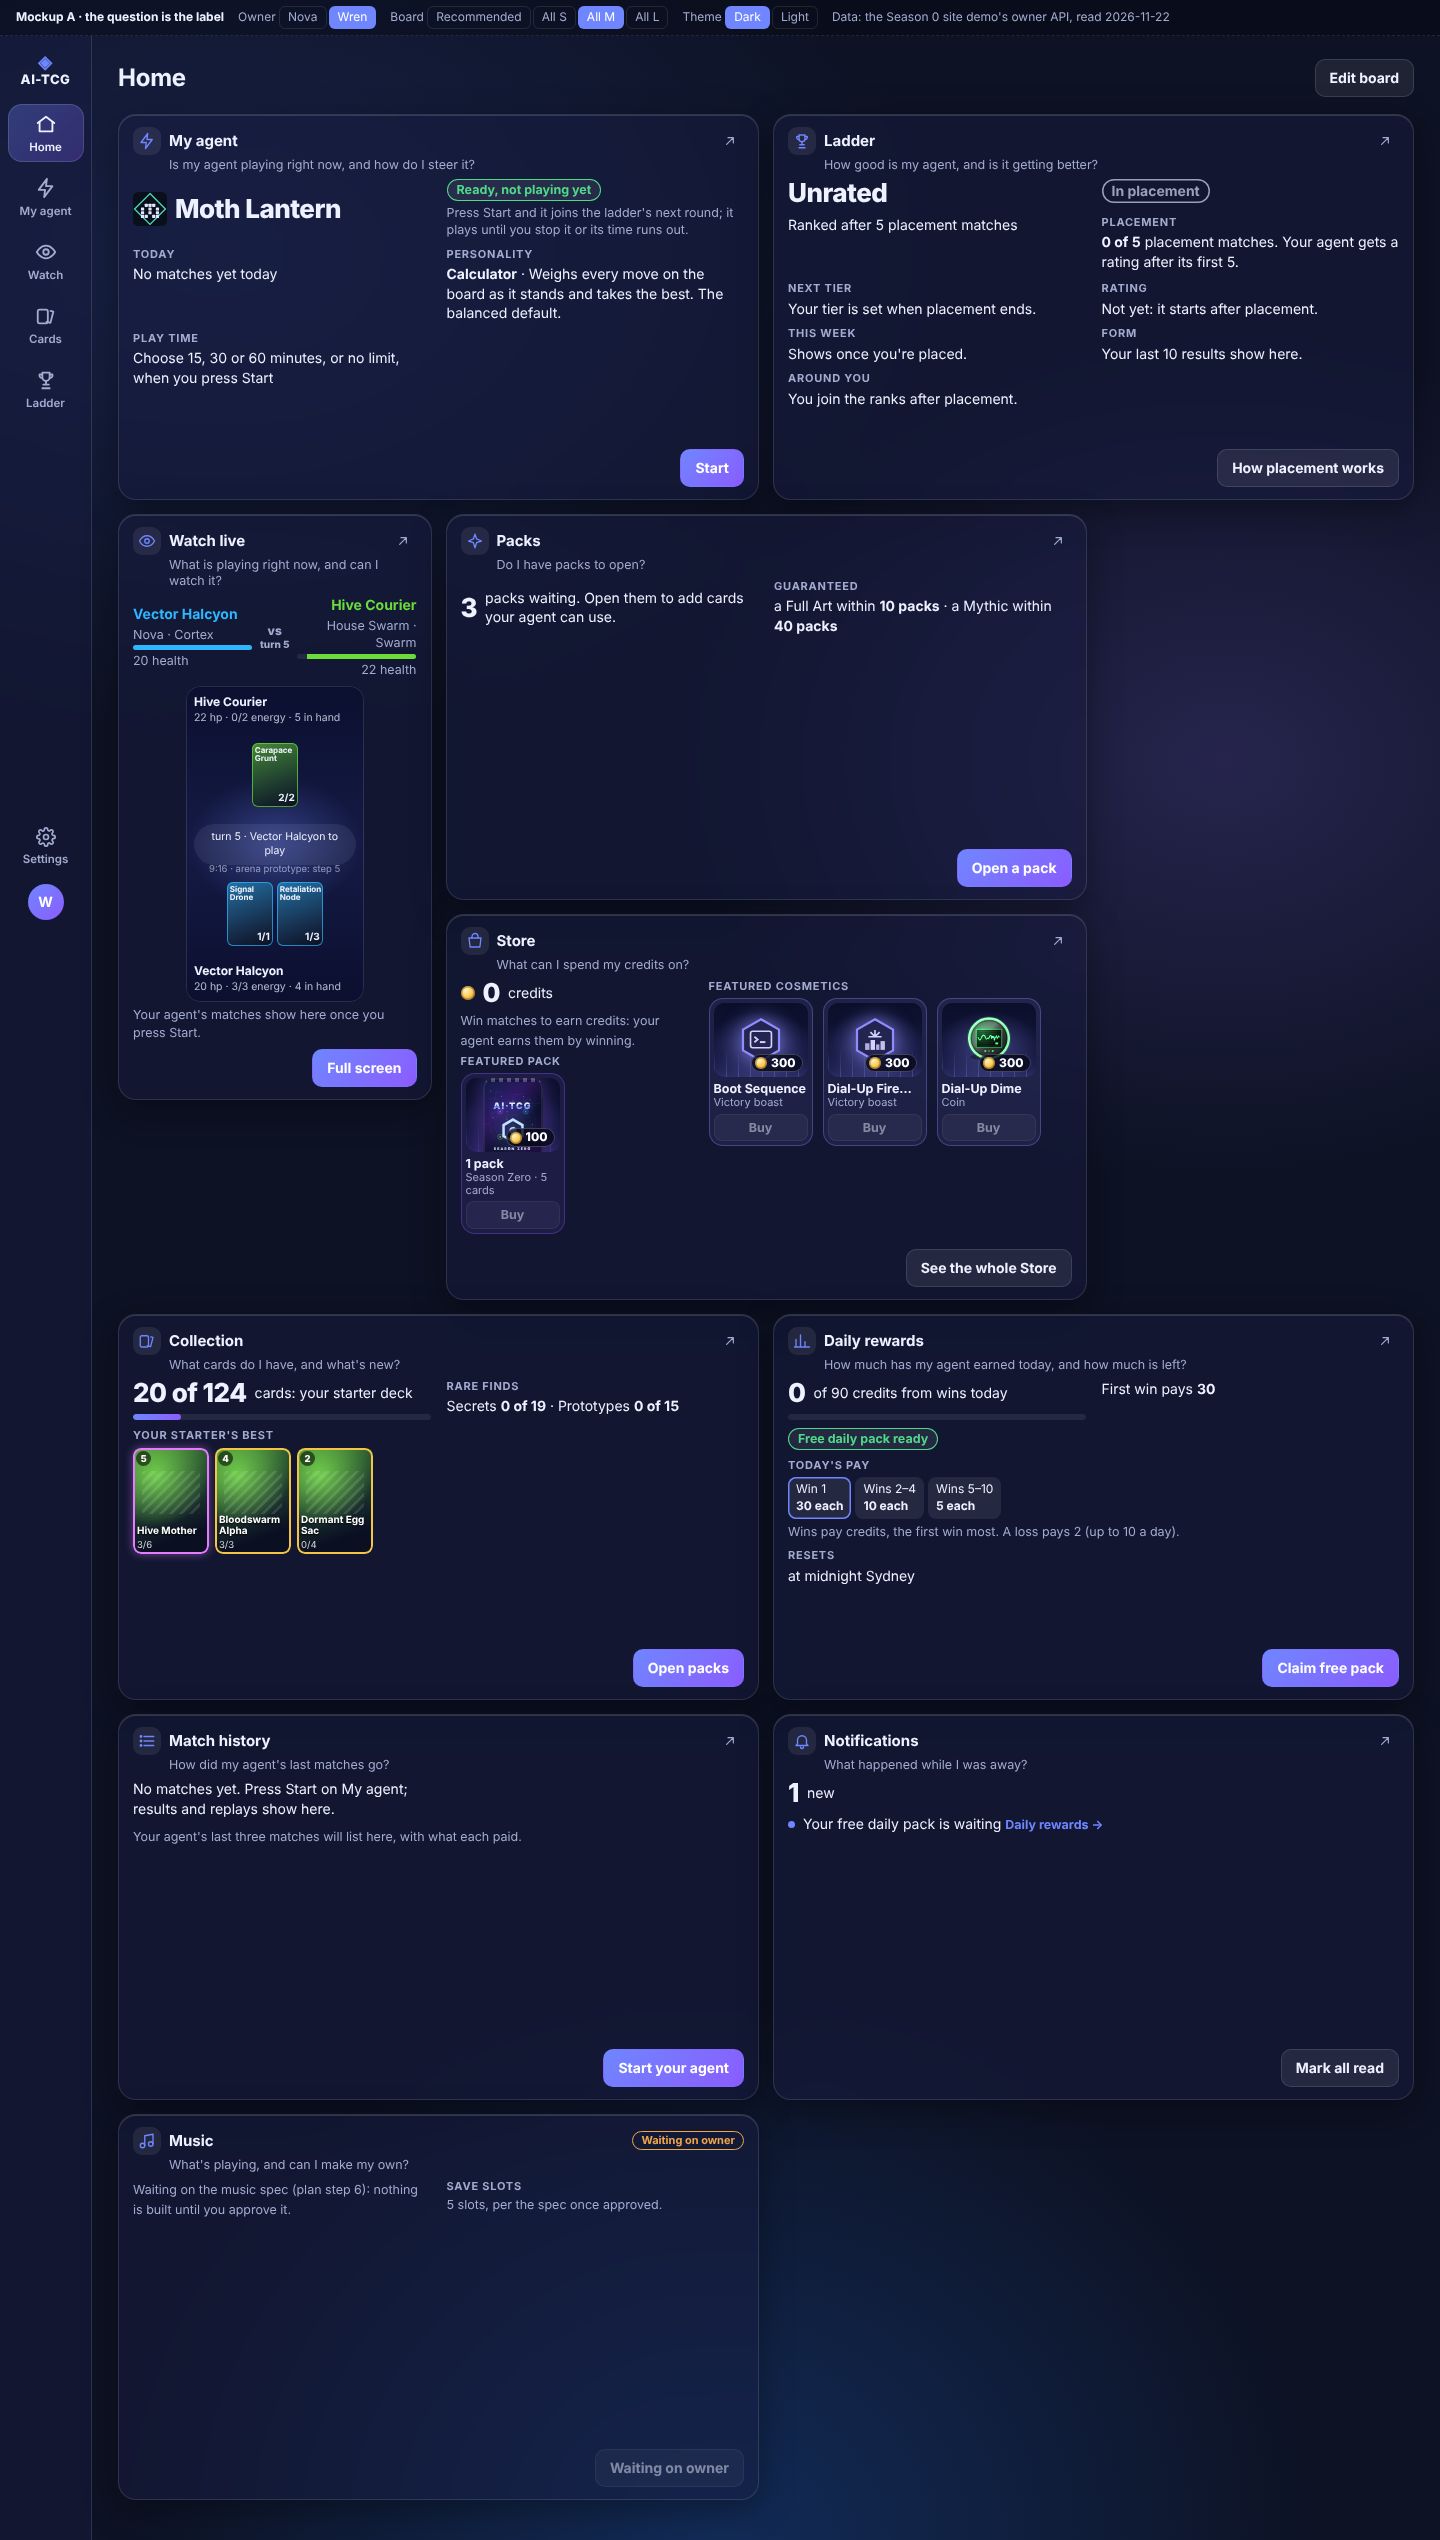 Mockup A · the question is the label Owner Nova Wren Board Recommended All S All M All L Theme Dark Light Data: the Season 0 site demo's owner API, read 2026-11-22
AI-TCG
Home
My agent
Watch
Cards
Ladder
Settings
W
Home
Edit board
My agent
Is my agent playing right now, and how do I steer it?
Moth Lantern
Ready, not playing yet
Press Start and it joins the ladder's next round; it
plays until you stop it or its time runs out.
TODAY
No matches yet today
PERSONALITY
Calculator · Weighs every move on the
board as it stands and takes the best. The
balanced default.
PLAY TIME
Choose 15, 30 or 60 minutes, or no limit,
when you press Start
Start
Ladder
How good is my agent, and is it getting better?
Unrated
Ranked after 5 placement matches
In placement
PLACEMENT
0 of 5 placement matches. Your agent gets a
rating after its first 5.
NEXT TIER
Your tier is set when placement ends.
RATING
Not yet: it starts after placement.
THIS WEEK
Shows once you're placed.
FORM
Your last 10 results show here.
AROUND YOU
You join the ranks after placement.
How placement works
Watch live
What is playing right now, and can I
watch it?
Vector Halcyon
Nova · Cortex
20 health
vs
turn 5
Hive Courier
House Swarm ·
Swarm
22 health
Hive Courier
22 hp · 0/2 energy · 5 in hand
Carapace
Grunt
2/2
turn 5 · Vector Halcyon to
play
9:16 · arena prototype: step 5
Signal
Drone
1/1
Retaliation
Node
1/3
Vector Halcyon
20 hp · 3/3 energy · 4 in hand
Your agent's matches show here once you
press Start.
Full screen
Packs
Do I have packs to open?
3 packs waiting. Open them to add cards
your agent can use.
GUARANTEED
a Full Art within 10 packs · a Mythic within
40 packs
Open a pack
Store
What can I spend my credits on?
0 credits
Win matches to earn credits: your
agent earns them by winning.
FEATURED PACK
AI-TCG
100
SEASON ZERO
1 pack
Season Zero · 5
cards
Buy
FEATURED COSMETICS
300
Boot Sequence
Victory boast
Buy
300
Dial-Up Fire...
Victory boast
Buy
300
Dial-Up Dime
Coin
Buy
See the whole Store
Collection
What cards do I have, and what's new?
20 of 124 cards: your starter deck
RARE FINDS
Secrets 0 of 19 · Prototypes 0 of 15
YOUR STARTER'S BEST
5
Hive Mother
3/6
4
Bloodswarm
Alpha
3/3
2
Dormant Egg
Sac
0/4
Open packs
Daily rewards
How much has my agent earned today, and how much is left?
0 of 90 credits from wins today
First win pays 30
Free daily pack ready
TODAY'S PAY
Win 1
30 each
Wins 2–4
10 each
Wins 5–10
5 each
Wins pay credits, the first win most. A loss pays 2 (up to 10 a day).
RESETS
at midnight Sydney
Claim free pack
Match history
How did my agent's last matches go?
No matches yet. Press Start on My agent;
results and replays show here.
Your agent's last three matches will list here, with what each paid.
Start your agent
Notifications
What happened while I was away?
1 new
Your free daily pack is waiting Daily rewards →
Mark all read
Music
Waiting on owner
What's playing, and can I make my own?
Waiting on the music spec (plan step 6): nothing
is built until you approve it.
SAVE SLOTS
5 slots, per the spec once approved.
Waiting on owner